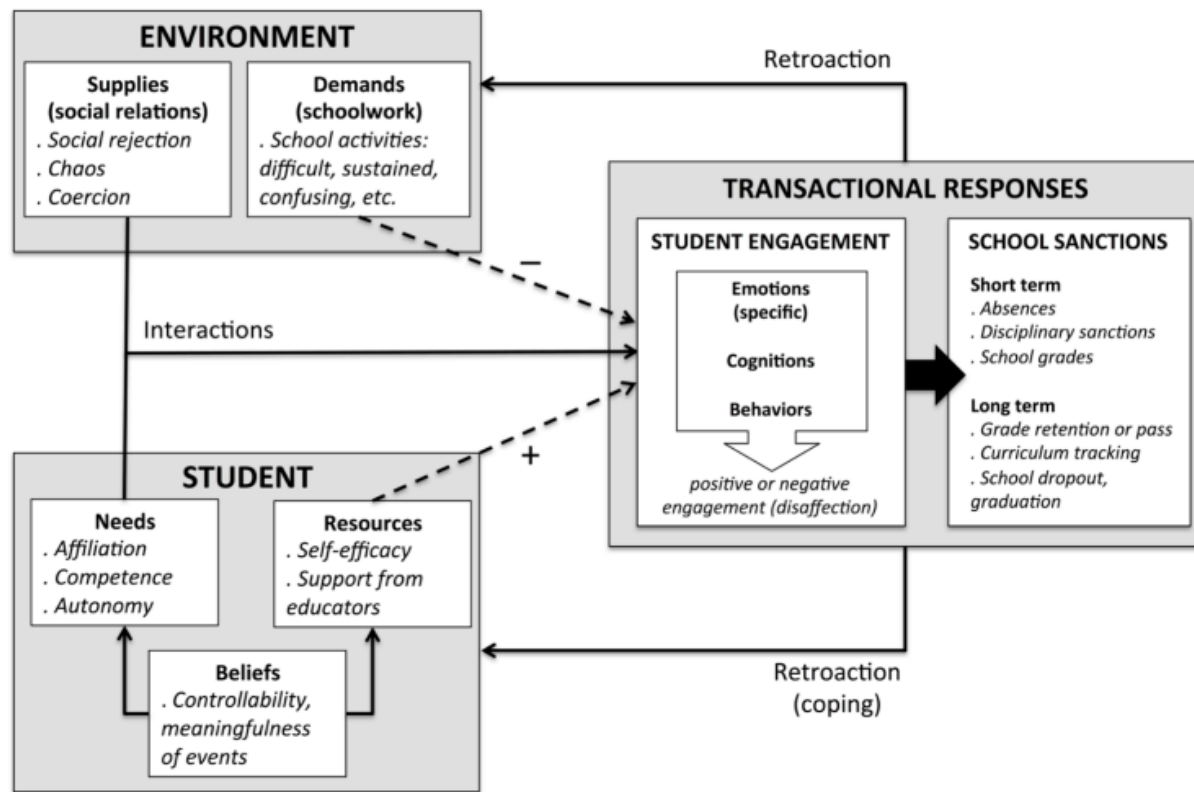 ENVIRONMENT
Supplies
(social relations)
. Social rejection
. Chaos
. Coercion
Demands
(schoolwork)
. School activities:
difficult, sustained,
confusing, etc.
Retroaction
TRANSACTIONAL RESPONSES
STUDENT ENGAGEMENT
Emotions
(specific)
Cognitions
Behaviors
positive or negative
engagement (disaffection)
SCHOOL SANCTIONS
Short term
. Absences
. Disciplinary sanctions
. School grades
Long term
. Grade retention or pass
. Curriculum tracking
. School dropout,
graduation
–
Interactions
+
STUDENT
Needs
. Affiliation
. Competence
. Autonomy
Resources
. Self-efficacy
. Support from
educators
Beliefs
. Controllability,
meaningfulness
of events
Retroaction
(coping)